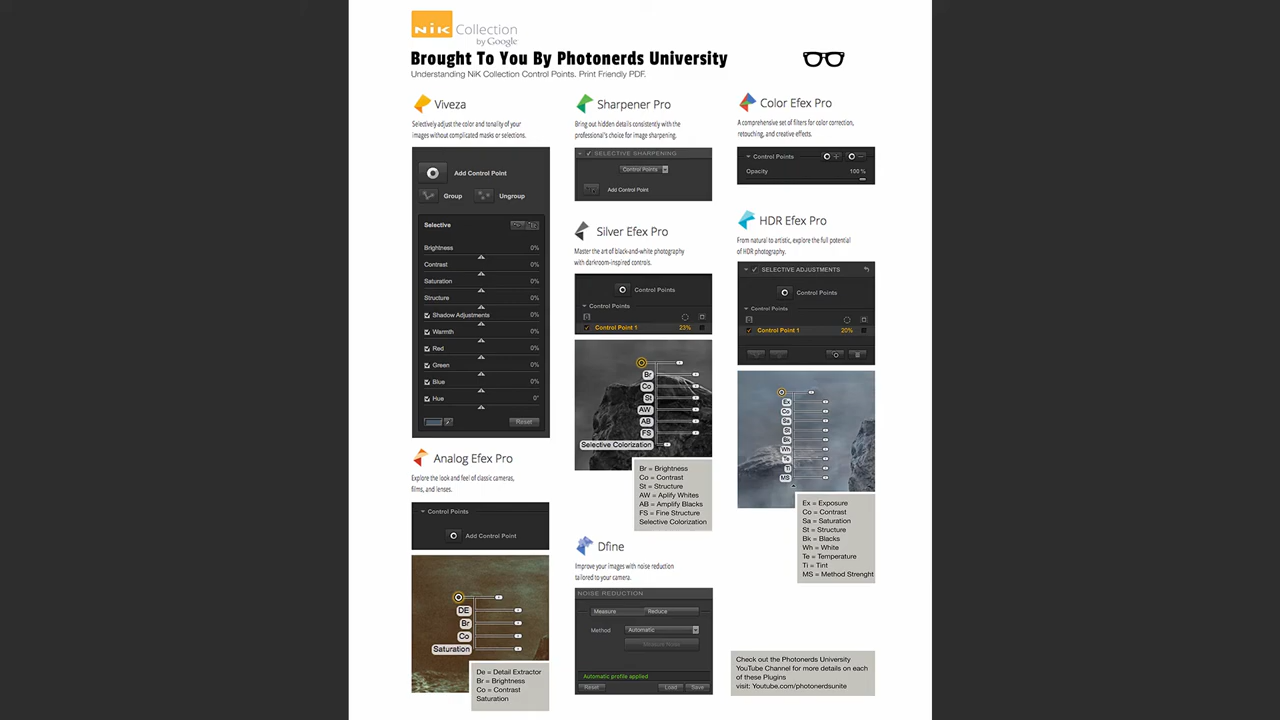 NiK Collection
by Google
Brought To You By Photonerds University
Understanding NiK Collection Control Points. Print Friendly PDF.
Viveza
Selectively adjust the color and tonality of your
images without complicated masks or selections.
Add Control Point
Group Ungroup
Selective
Brightness 0%
Contrast 0%
Saturation 0%
Structure 0%
Shadow Adjustments 0%
Warmth 0%
Red 0%
Green 0%
Blue 0%
Hue 0°
Reset
Analog Efex Pro
Explore the look and feel of classic cameras,
films, and lenses.
Control Points
Add Control Point
DE
Br
Co
Saturation
De = Detail Extractor
Br = Brightness
Co = Contrast
Saturation
Sharpener Pro
Bring out hidden details consistently with the
professional's choice for image sharpening.
SELECTIVE SHARPENING
Control Points
Add Control Point
Silver Efex Pro
Master the art of black-and-white photography
with darkroom-inspired controls.
Control Points
Control Points
Control Point 1 23%
Br
Co
St
AW
AB
FS
Selective Colorization
Br = Brightness
Co = Contrast
St = Structure
AW = Aplify Whites
AB = Amplify Blacks
FS = Fine Structure
Selective Colorization
Dfine
Improve your images with noise reduction
tailored to your camera.
NOISE REDUCTION
Measure Reduce
Method Automatic
Measure Noise
Automatic profile applied
Reset Load Save
Color Efex Pro
A comprehensive set of filters for color correction,
retouching, and creative effects.
Control Points
Opacity 100 %
HDR Efex Pro
From natural to artistic, explore the full potential
of HDR photography.
SELECTIVE ADJUSTMENTS
Control Points
Control Points
Control Point 1 20%
Ex
Co
Sa
St
Bk
Wh
Te
Ti
MS
Ex = Exposure
Co = Contrast
Sa = Saturation
St = Structure
Bk = Blacks
Wh = White
Te = Temperature
Ti = Tint
MS = Method Strenght
Check out the Photonerds University
YouTube Channel for more details on each
of these Plugins
visit: Youtube.com/photonerdsunite